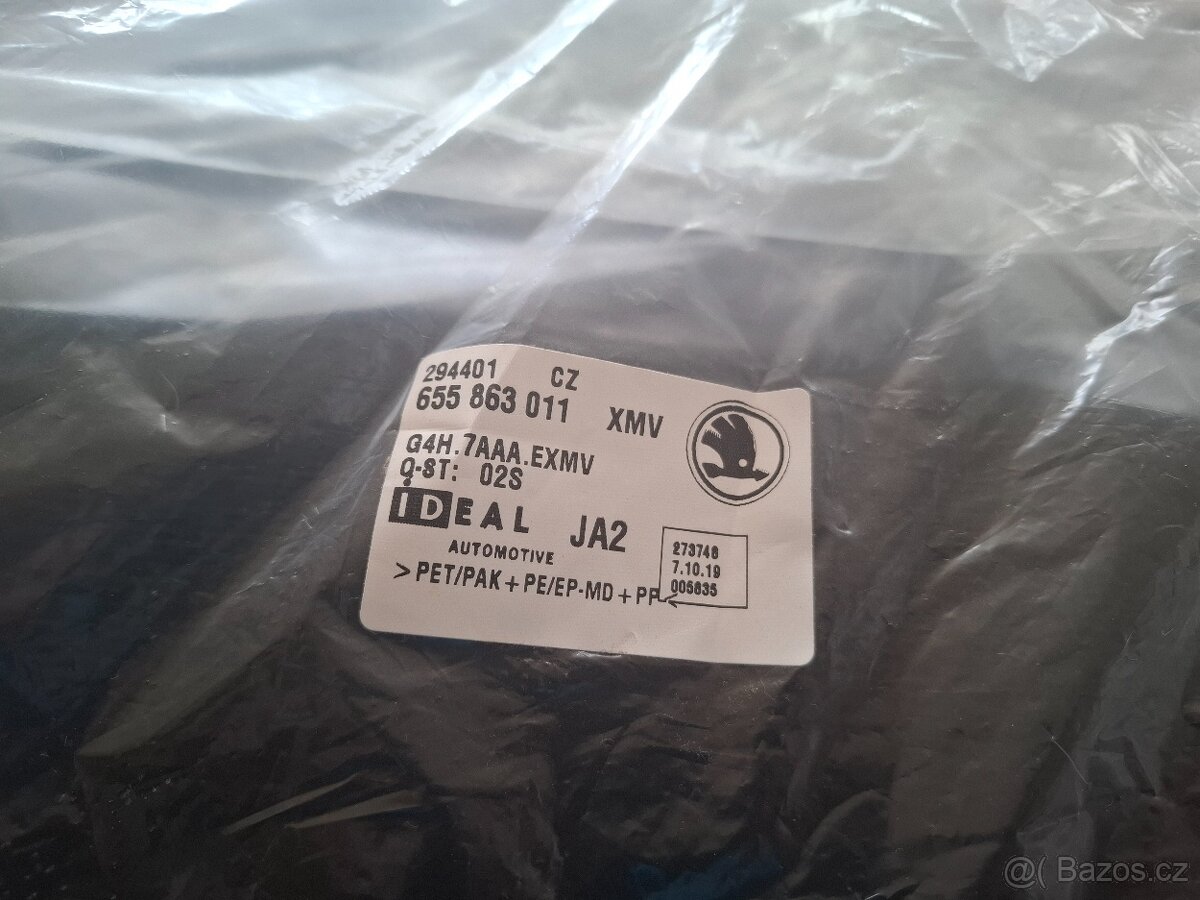 294401 CZ
655 863 011 XMV
G4H.7AAA.EXMV
Q-ST: 02S
IDEAL JA2
AUTOMOTIVE
>PET/PAK+PE/EP-MD+PP<
273748
7.10.19
005635
@( Bazos.cz